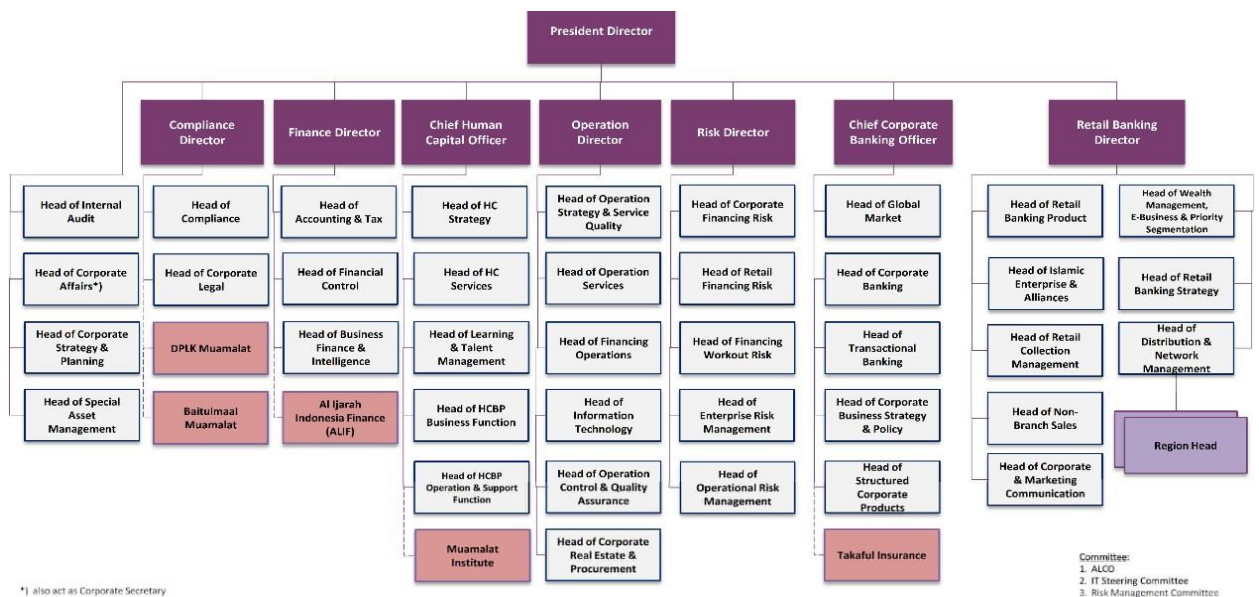 President Director
Compliance
Director
Finance Director
Chief Human
Capital Officer
Operation
Director
Risk Director
Chief Corporate
Banking Officer
Retail Banking
Director
Head of Internal
Audit
Head of Corporate
Affairs*)
Head of Corporate
Strategy &
Planning
Head of Special
Asset
Management
Head of
Compliance
Head of Corporate
Legal
DPLK Muamalat
Baitulmaal
Muamalat
Head of
Accounting & Tax
Head of Financial
Control
Head of Business
Finance &
Intelligence
Al Ijarah
Indonesia Finance
(ALIF)
Head of HC
Strategy
Head of HC
Services
Head of Learning
& Talent
Management
Head of HCBP
Business Function
Head of HCBP
Operation & Support
Function
Muamalat
Institute
Head of Operation
Strategy & Service
Quality
Head of Operation
Services
Head of Financing
Operations
Head of
Information
Technology
Head of Operation
Control & Quality
Assurance
Head of Corporate
Real Estate &
Procurement
Head of Corporate
Financing Risk
Head of Retail
Financing Risk
Head of Financing
Workout Risk
Head of
Enterprise Risk
Management
Head of
Operational Risk
Management
Head of Global
Market
Head of Corporate
Banking
Head of
Transactional
Banking
Head of Corporate
Business Strategy
& Policy
Head of
Structured
Corporate
Products
Takaful Insurance
Head of Retail
Banking Product
Head of Islamic
Enterprise &
Alliances
Head of Retail
Collection
Management
Head of Non-
Branch Sales
Head of Corporate
& Marketing
Communication
Head of Wealth
Management,
E-Business & Priority
Segmentation
Head of Retail
Banking Strategy
Head of
Distribution &
Network
Management
Region Head
*) also act as Corporate Secretary
Committee:
1. ALCO
2. IT Steering Committee
3. Risk Management Committee